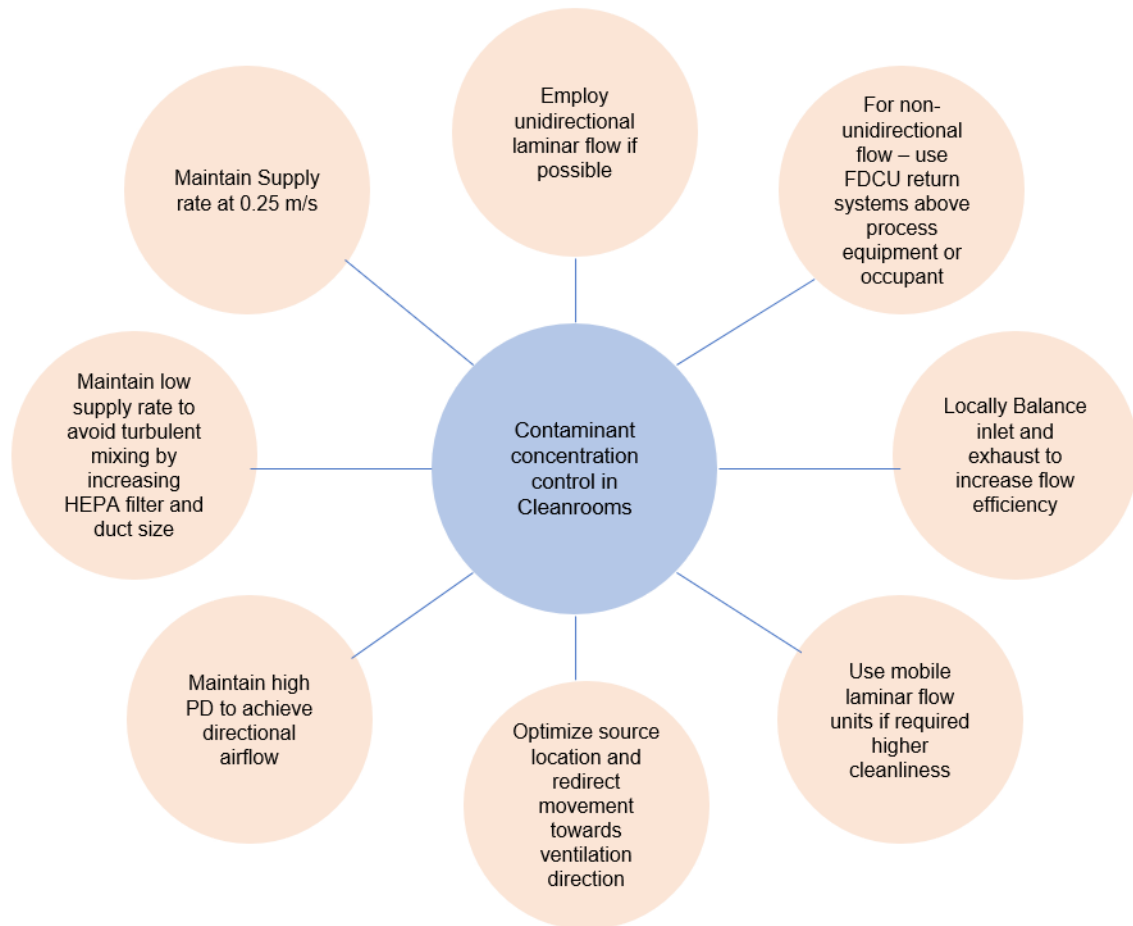 Employ
unidirectional
laminar flow if
possible
For non-
unidirectional
flow – use
FDCU return
systems above
process
equipment or
occupant
Maintain Supply
rate at 0.25 m/s
Maintain low
supply rate to
avoid turbulent
mixing by
increasing
HEPA filter and
duct size
Contaminant
concentration
control in
Cleanrooms
Locally Balance
inlet and
exhaust to
increase flow
efficiency
Maintain high
PD to achieve
directional
airflow
Optimize source
location and
redirect
movement
towards
ventilation
direction
Use mobile
laminar flow
units if required
higher
cleanliness